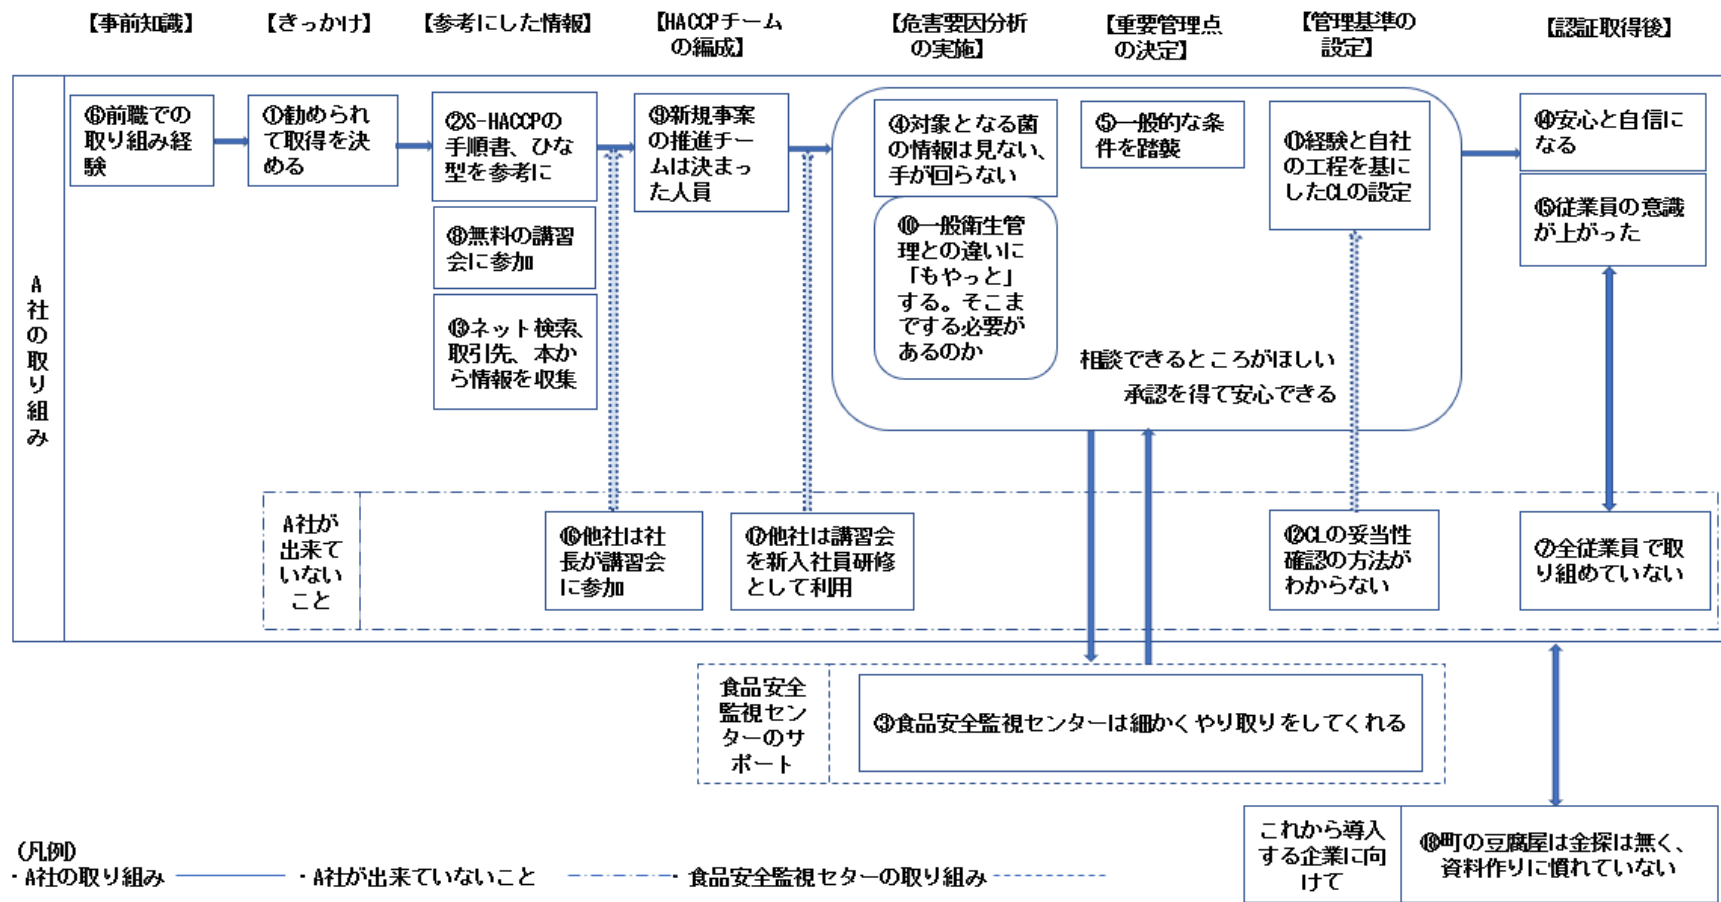 【事前知識】
【きっかけ】
【参考にした情報】
【HACCPチーム
の編成】
【危害要因分析
の実施】
【重要管理点
の決定】
【管理基準の
設定】
【認証取得後】
A
社
の
取
り
組
み
⑥前職での
取り組み経
験
①勧められ
て取得を決
める
②S-HACCPの
手順書、ひな
型を参考に
⑧無料の講習
会に参加
⑬ネット検索、
取引先、本か
ら情報を収集
⑨新規事案
の推進チー
ムは決まっ
た人員
④対象となる菌
の情報は見ない、
手が回らない
⑩一般衛生管
理との違いに
「もやっと」
する。そこま
でする必要が
あるのか
⑤一般的な条
件を踏襲
⑪経験と自社
の工程を基に
したCLの設定
相談できるところがほしい
承認を得て安心できる
⑭安心と自信に
なる
⑮従業員の意識
が上がった
A社が
出来て
いない
こと
⑯他社は社
長が講習会
に参加
⑰他社は講習会
を新入社員研修
として利用
⑫CLの妥当性
確認の方法が
わからない
⑦全従業員で取
り組めていない
食品安全
監視セン
ターのサ
ポート
③食品安全監視センターは細かくやり取りをしてくれる
これから導入
する企業に向
けて
⑱町の豆腐屋は金探は無く、
資料作りに慣れていない
(凡例)
・A社の取り組み
・A社が出来ていないこと
・食品安全監視セターの取り組み